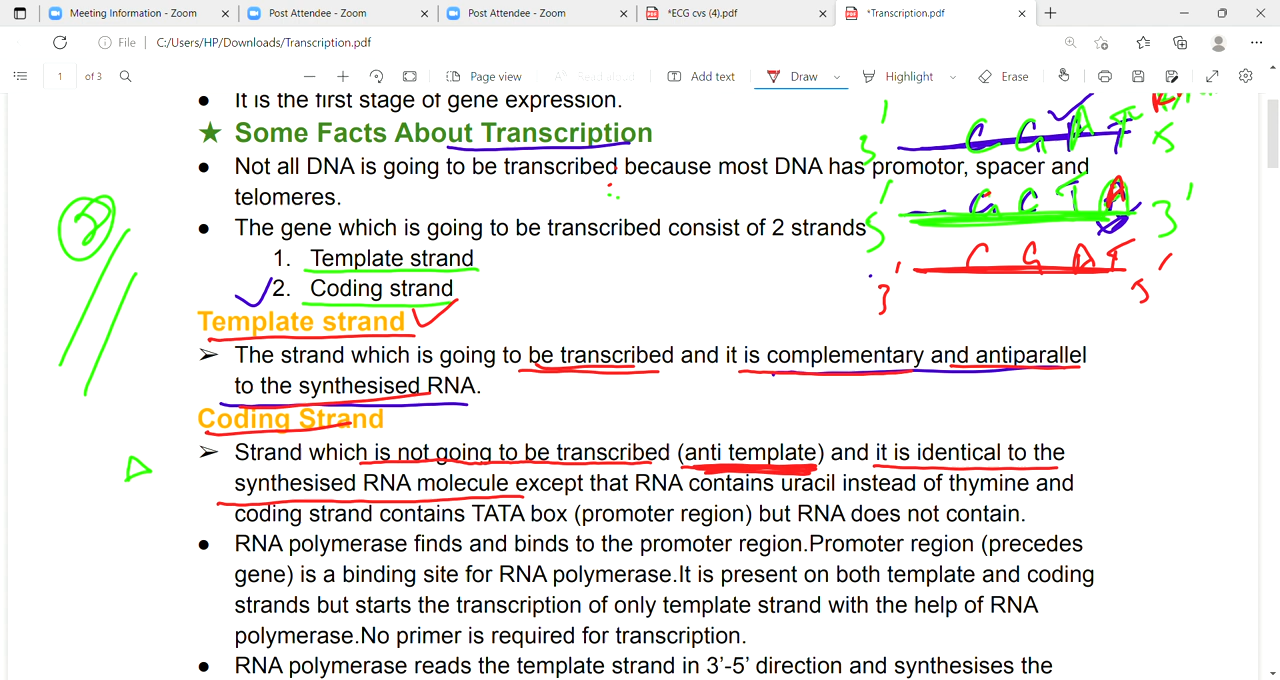 Meeting Information - Zoom
Post Attendee - Zoom
Post Attendee - Zoom
*ECG cvs (4).pdf
*Transcription.pdf
File C:/Users/HP/Downloads/Transcription.pdf
1 of 3 Page view Read aloud Add text Draw Highlight Erase
● It is the first stage of gene expression.
★ Some Facts About Transcription
● Not all DNA is going to be transcribed because most DNA has promotor, spacer and
telomeres.
● The gene which is going to be transcribed consist of 2 strands
1. Template strand
2. Coding strand
3' C G A T 5
5' G C T A 3'
3' C G A T 5'
Template strand
➢ The strand which is going to be transcribed and it is complementary and antiparallel
to the synthesised RNA.
Coding Strand
➢ Strand which is not going to be transcribed (anti template) and it is identical to the
synthesised RNA molecule except that RNA contains uracil instead of thymine and
coding strand contains TATA box (promoter region) but RNA does not contain.
● RNA polymerase finds and binds to the promoter region.Promoter region (precedes
gene) is a binding site for RNA polymerase.It is present on both template and coding
strands but starts the transcription of only template strand with the help of RNA
polymerase.No primer is required for transcription.
● RNA polymerase reads the template strand in 3’-5’ direction and synthesises the